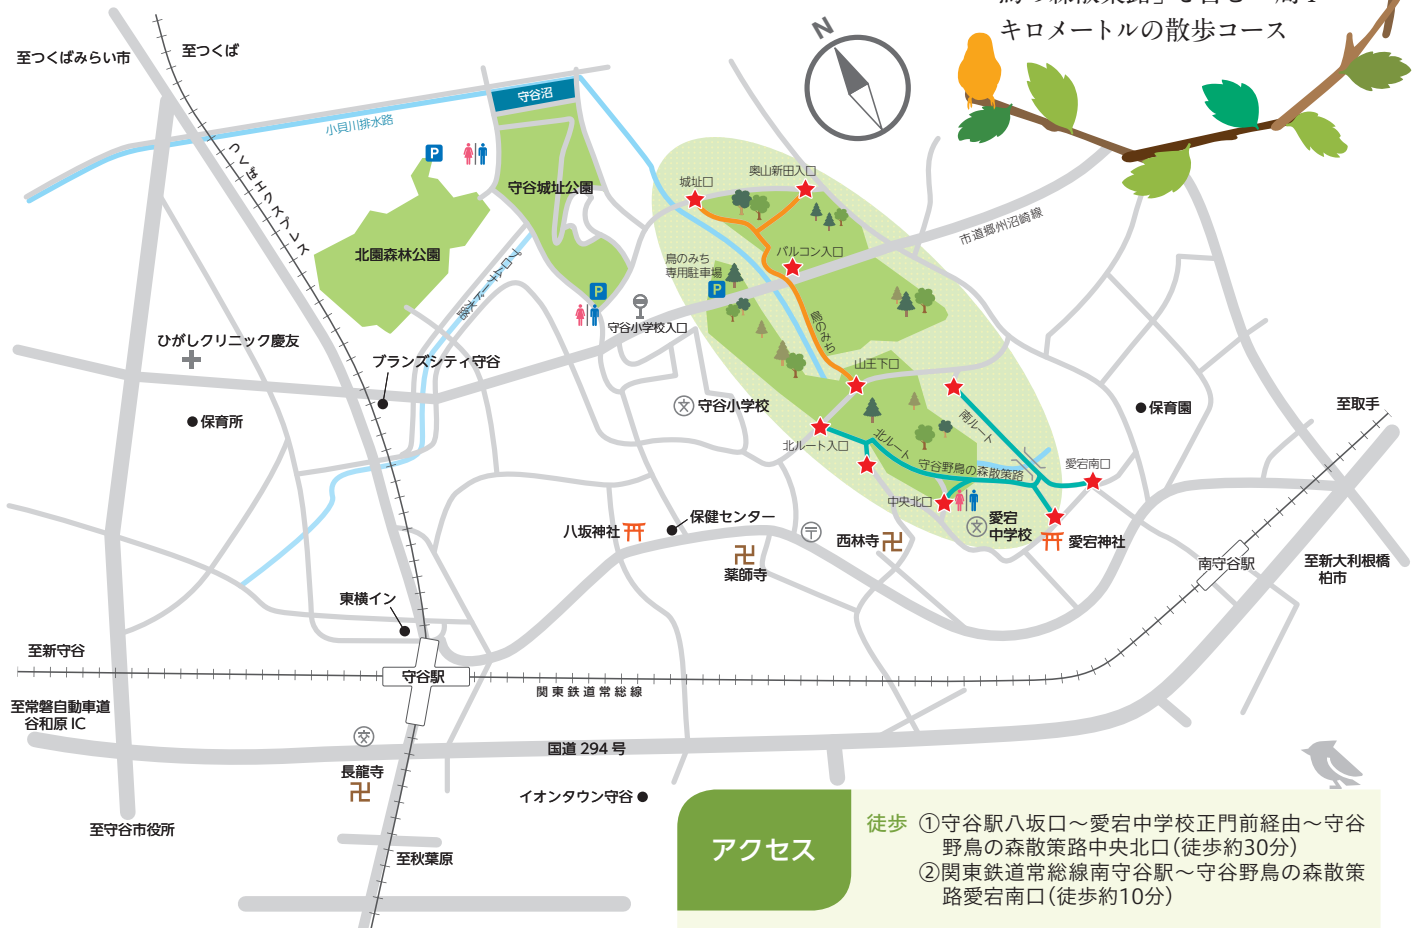 キロメートルの散歩コース
N
至つくばみらい市
至つくば
守谷沼
小貝川排水路
つくばエクスプレス
P
守谷城址公園
北園森林公園
プロムナード水路
P
守谷小学校入口
城址口
奥山新田入口
バルコン入口
鳥のみち
専用駐車場
P
市道郷州沼崎線
鳥のみち
山王下口
ひがしクリニック慶友
ブランズシティ守谷
保育所
文
守谷小学校
北ルート入口
北ルート
南ルート
守谷野鳥の森散策路
中央北口
愛宕南口
保育園
至取手
文
愛宕
中学校
愛宕神社
八坂神社
保健センター
薬師寺
〒
西林寺
南守谷駅
至新大利根橋
柏市
東横イン
至新守谷
守谷駅
関東鉄道常総線
至常磐自動車道
谷和原 IC
国道 294 号
文
長龍寺
イオンタウン守谷
至守谷市役所
至秋葉原
アクセス
徒歩 ①守谷駅八坂口〜愛宕中学校正門前経由〜守谷
野鳥の森散策路中央北口(徒歩約30分)
②関東鉄道常総線南守谷駅〜守谷野鳥の森散策
路愛宕南口(徒歩約10分)